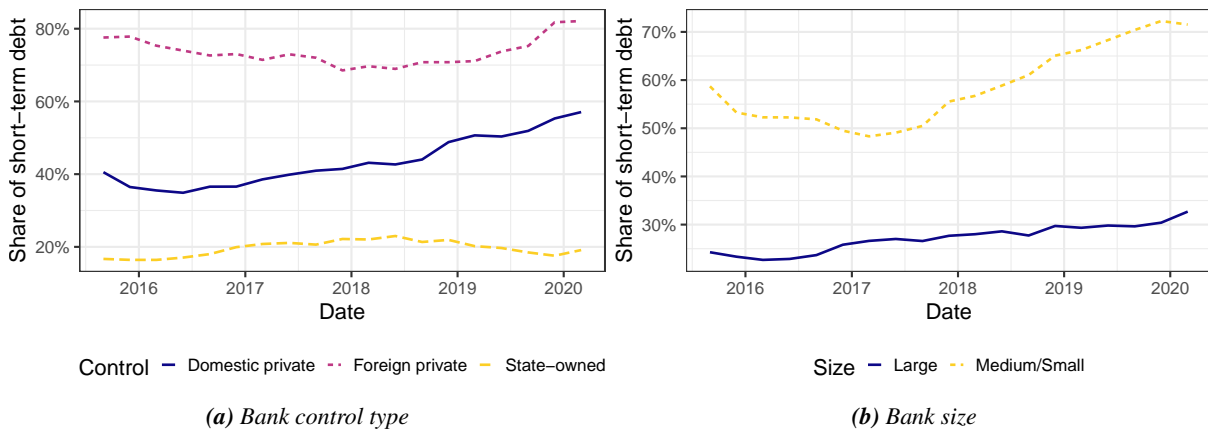 Share of short-term debt
80%
60%
40%
20%
2016 2017 2018 2019 2020
Date
Control Domestic private Foreign private State-owned
(a) Bank control type
Share of short-term debt
70%
60%
50%
40%
30%
2016 2017 2018 2019 2020
Date
Size Large Medium/Small
(b) Bank size